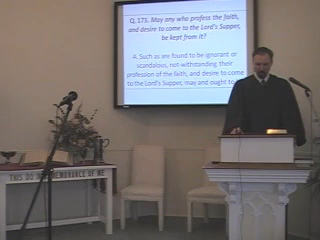 Q. 173. May any who profess the faith,
and desire to come to the Lord's Supper,
be kept from it?
A. Such as are found to be ignorant or
scandalous, not-withstanding their
profession of the faith, and desire to come
to the Lord's Supper, may and ought to
THIS DO IN REMEMBRANCE OF ME